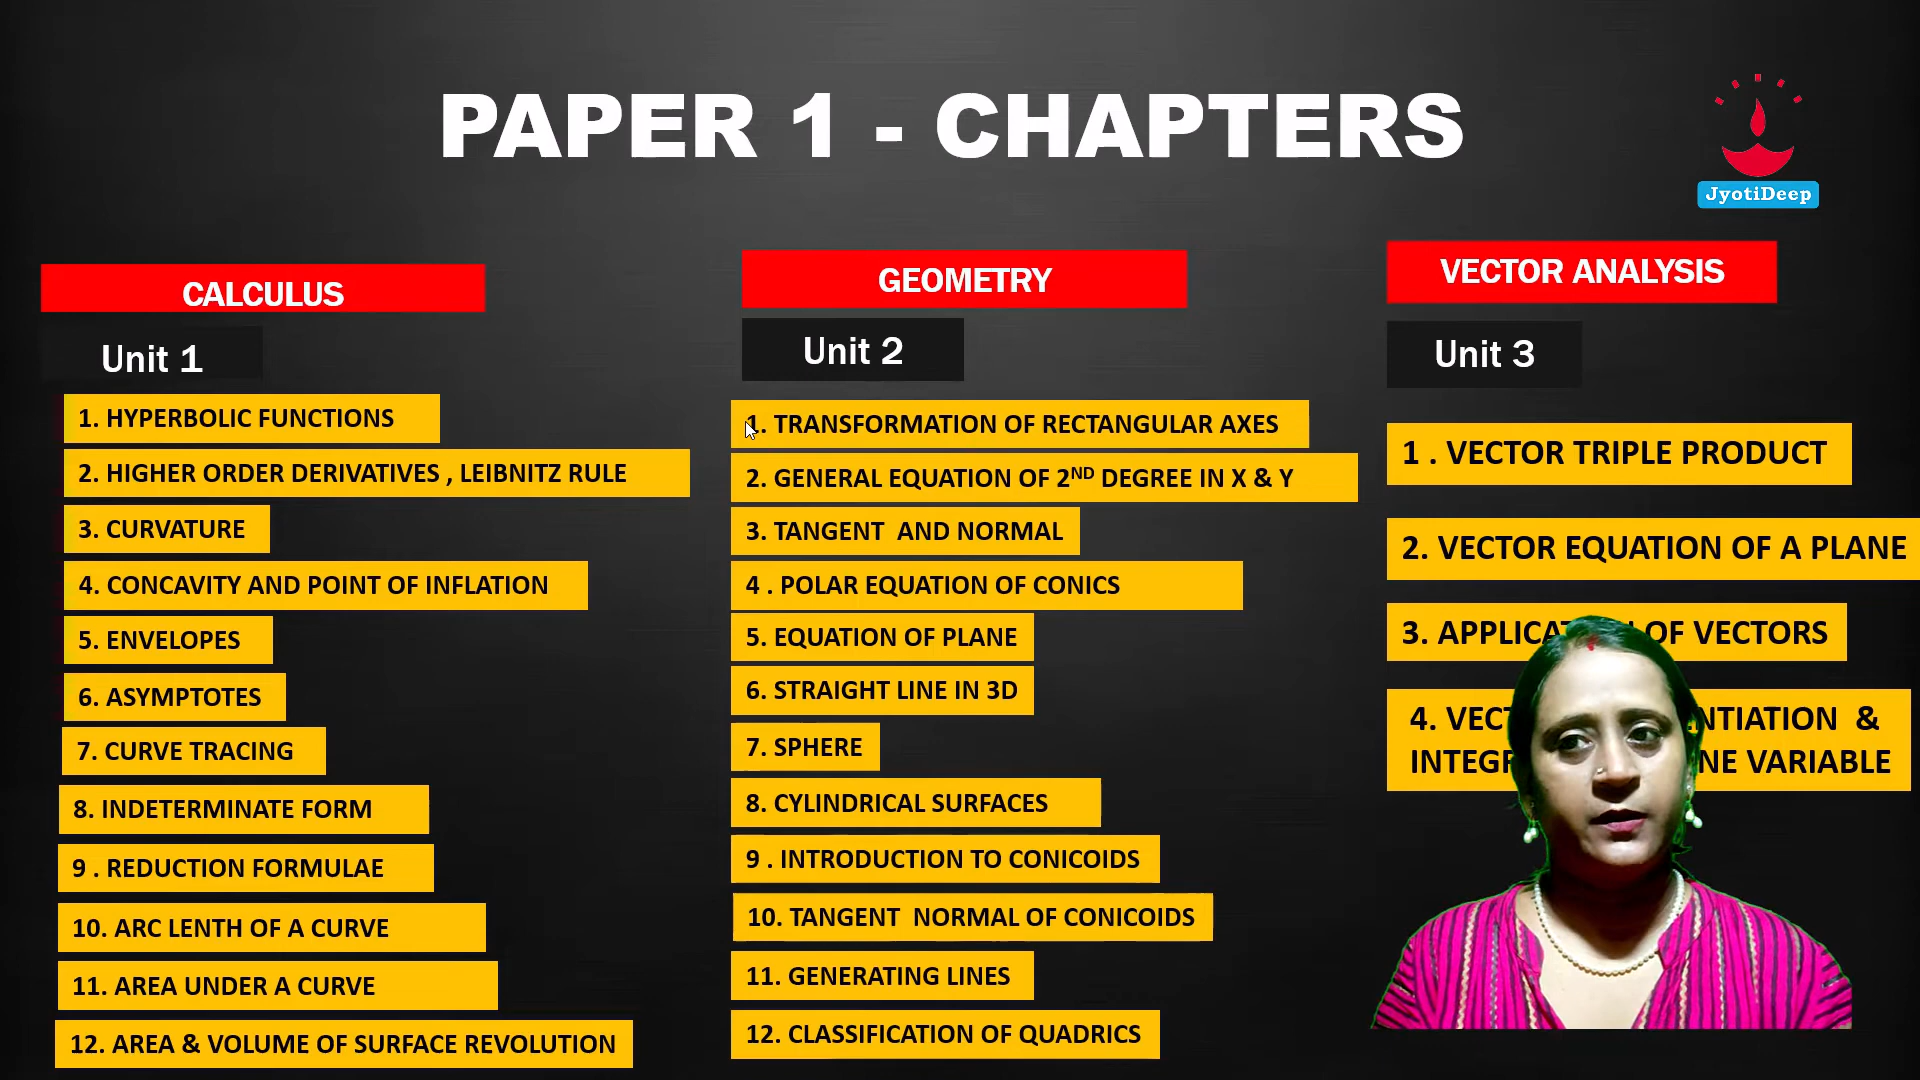 PAPER 1 - CHAPTERS
JyotiDeep
CALCULUS
Unit 1
1. HYPERBOLIC FUNCTIONS
2. HIGHER ORDER DERIVATIVES , LEIBNITZ RULE
3. CURVATURE
4. CONCAVITY AND POINT OF INFLATION
5. ENVELOPES
6. ASYMPTOTES
7. CURVE TRACING
8. INDETERMINATE FORM
9 . REDUCTION FORMULAE
10. ARC LENTH OF A CURVE
11. AREA UNDER A CURVE
12. AREA & VOLUME OF SURFACE REVOLUTION
GEOMETRY
Unit 2
1. TRANSFORMATION OF RECTANGULAR AXES
2. GENERAL EQUATION OF 2ND DEGREE IN X & Y
3. TANGENT AND NORMAL
4 . POLAR EQUATION OF CONICS
5. EQUATION OF PLANE
6. STRAIGHT LINE IN 3D
7. SPHERE
8. CYLINDRICAL SURFACES
9 . INTRODUCTION TO CONICOIDS
10. TANGENT NORMAL OF CONICOIDS
11. GENERATING LINES
12. CLASSIFICATION OF QUADRICS
VECTOR ANALYSIS
Unit 3
1 . VECTOR TRIPLE PRODUCT
2. VECTOR EQUATION OF A PLANE
3. OF VECTORS
4. &
VARIABLE